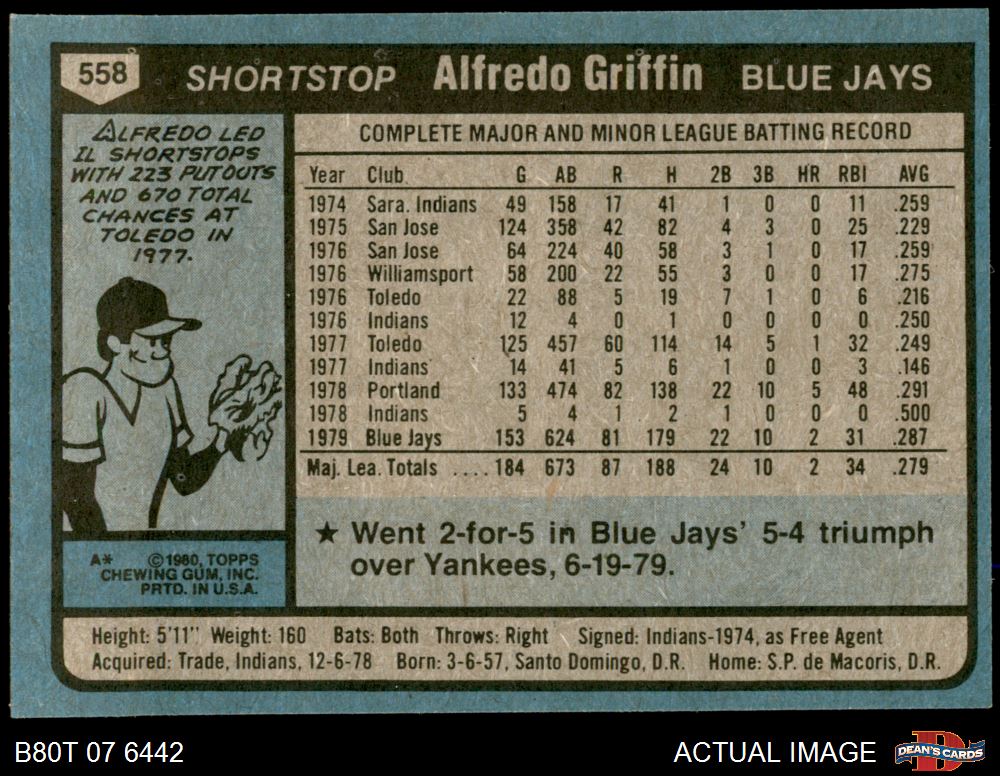 558 SHORTSTOP Alfredo Griffin BLUE JAYS
ALFREDO LED
IL SHORTSTOPS
WITH 223 PUTOUTS
AND 670 TOTAL
CHANCES AT
TOLEDO IN
1977.
COMPLETE MAJOR AND MINOR LEAGUE BATTING RECORD
Year Club G AB R H 2B 3B HR RBI AVG
1974 Sara. Indians 49 158 17 41 1 0 0 11 .259
1975 San Jose 124 358 42 82 4 3 0 25 .229
1976 San Jose 64 224 40 58 3 1 0 17 .259
1976 Williamsport 58 200 22 55 3 0 0 17 .275
1976 Toledo 22 88 5 19 7 1 0 6 .216
1976 Indians 12 4 0 1 0 0 0 0 .250
1977 Toledo 125 457 60 114 14 5 1 32 .249
1977 Indians 14 41 5 6 1 0 0 3 .146
1978 Portland 133 474 82 138 22 10 5 48 .291
1978 Indians 5 4 1 2 1 0 0 0 .500
1979 Blue Jays 153 624 81 179 22 10 2 31 .287
Maj. Lea. Totals .... 184 673 87 188 24 10 2 34 .279
★ Went 2-for-5 in Blue Jays' 5-4 triumph
over Yankees, 6-19-79.
A* ©1980, TOPPS
CHEWING GUM, INC.
PRTD. IN U.S.A.
Height: 5'11" Weight: 160 Bats: Both Throws: Right Signed: Indians-1974, as Free Agent
Acquired: Trade, Indians, 12-6-78 Born: 3-6-57, Santo Domingo, D.R. Home: S.P. de Macoris, D.R.
B80T 07 6442 ACTUAL IMAGE DEAN'S CARDS